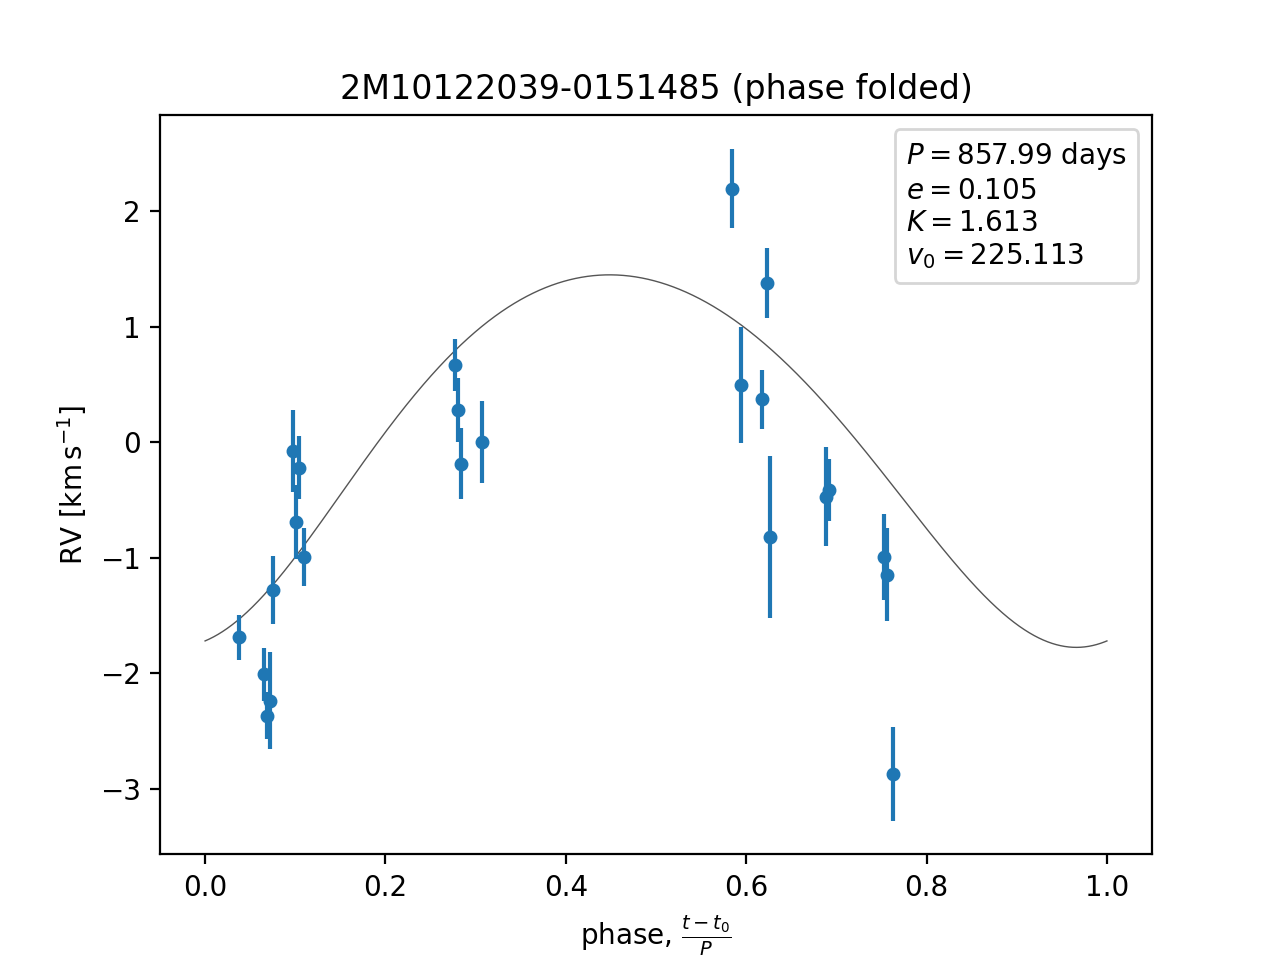 2M10122039-0151485 (phase folded)
P = 857.99 days
e = 0.105
K = 1.613
v₀ = 225.113
RV [km s⁻¹]
2
1
0
−1
−2
−3
0.0 0.2 0.4 0.6 0.8 1.0
phase, (t − t₀)/P